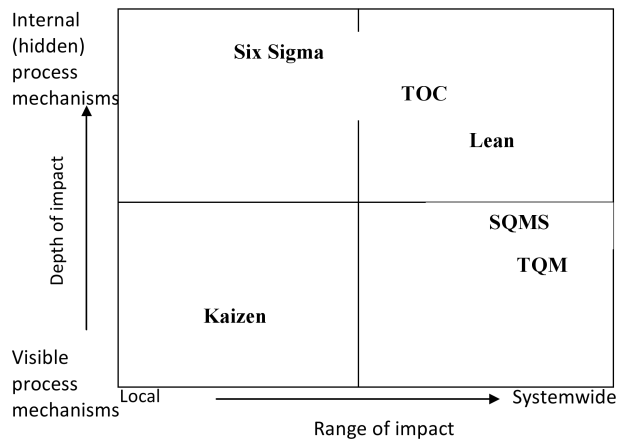 Internal
(hidden)
process
mechanisms
Six Sigma
TOC
Lean
Depth of impact
SQMS
TQM
Kaizen
Visible
process
mechanisms
Local
Systemwide
Range of impact